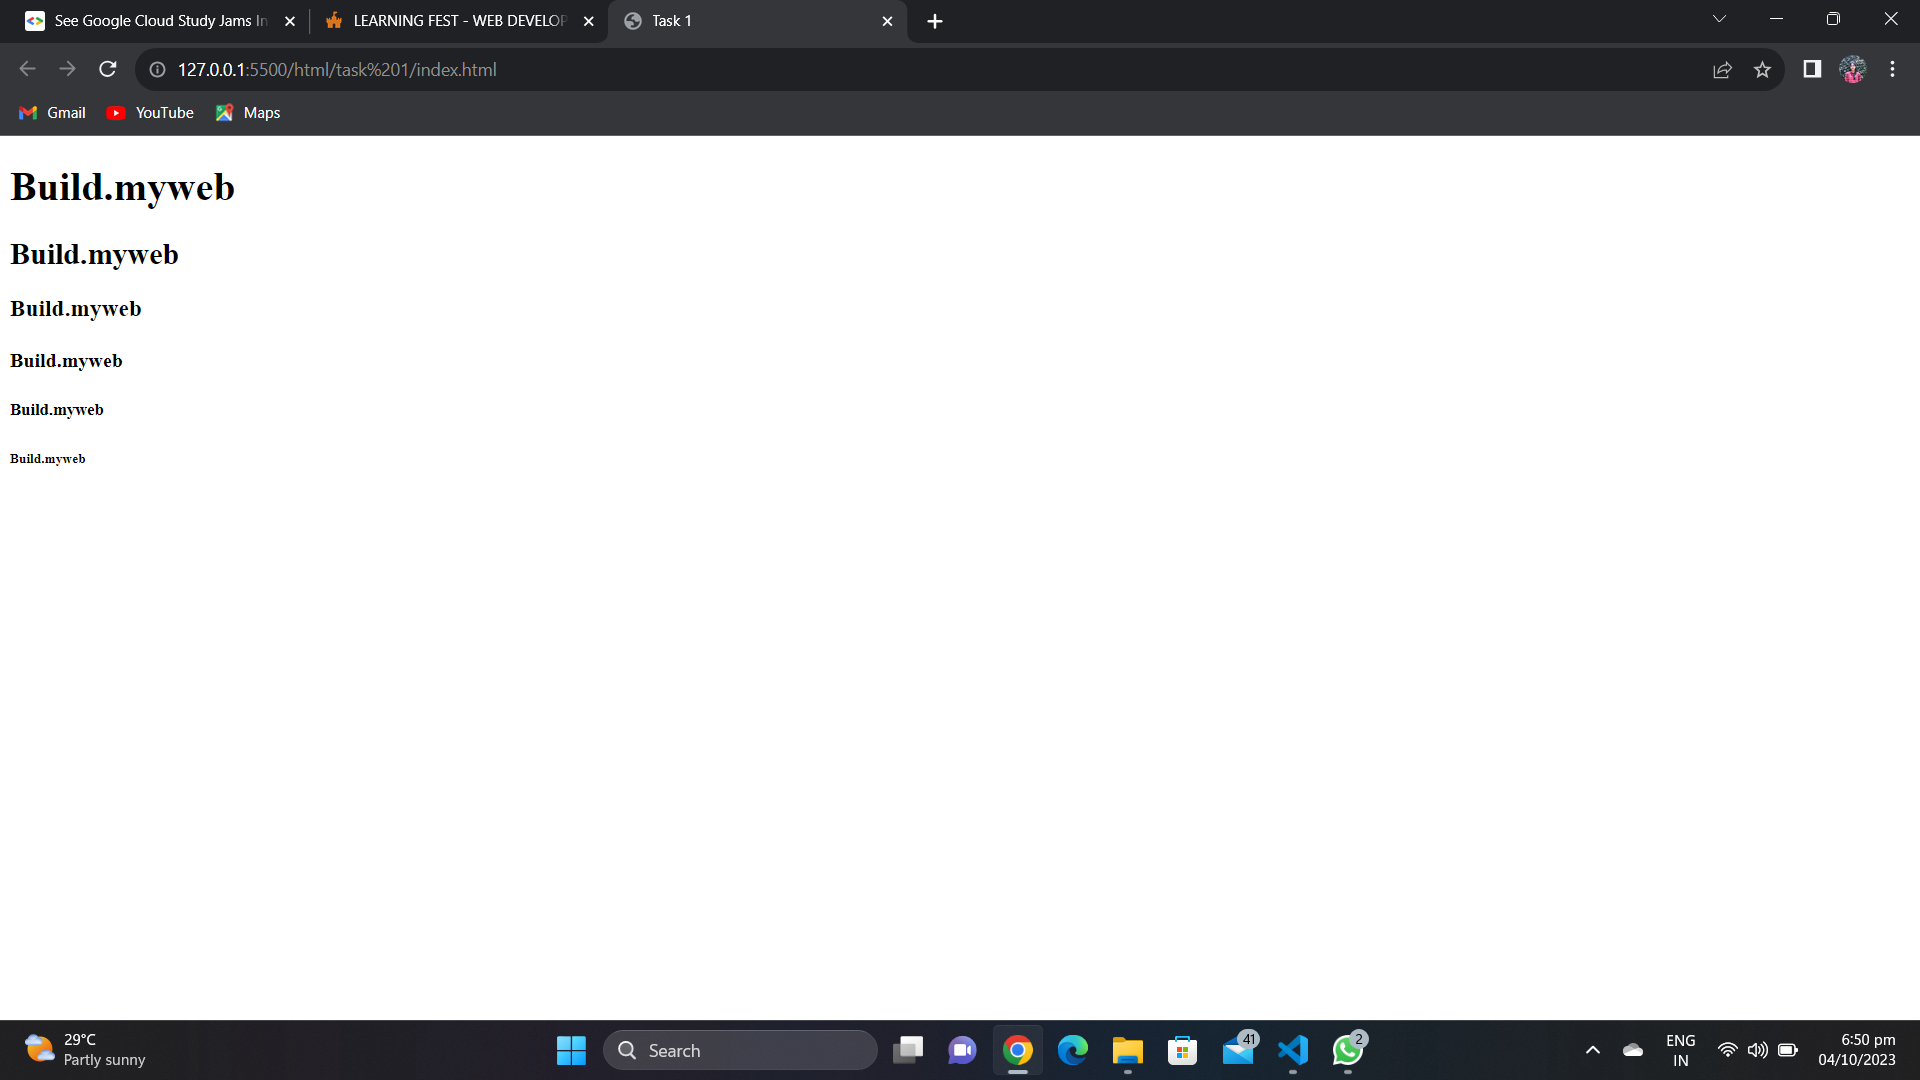 See Google Cloud Study Jams In
LEARNING FEST - WEB DEVELOP
Task 1
127.0.0.1:5500/html/task%201/index.html
Gmail
YouTube
Maps
Build.myweb
Build.myweb
Build.myweb
Build.myweb
Build.myweb
Build.myweb
29°C
Partly sunny
Search
41
2
ENG
IN
6:50 pm
04/10/2023